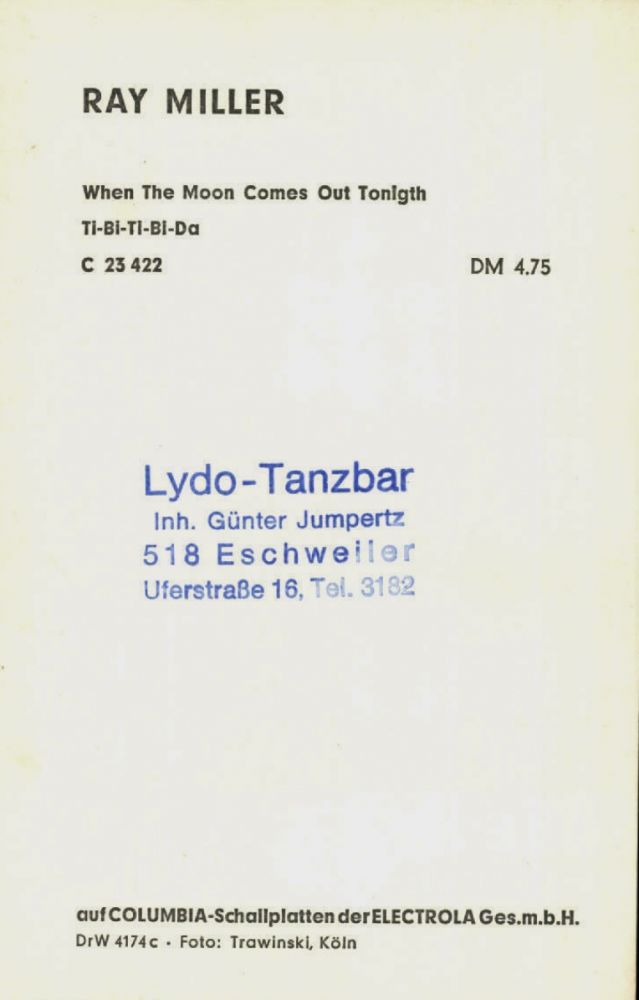 RAY MILLER
When The Moon Comes Out Tonigth
Ti-Bi-Ti-Bi-Da
C 23 422 DM 4.75
Lydo-Tanzbar
Inh. Günter Jumpertz
518 Eschweiler
Uferstraße 16, Tel. 3182
auf COLUMBIA-Schallplatten der ELECTROLA Ges.m.b.H.
DrW 4174 c • Foto: Trawinski, Köln